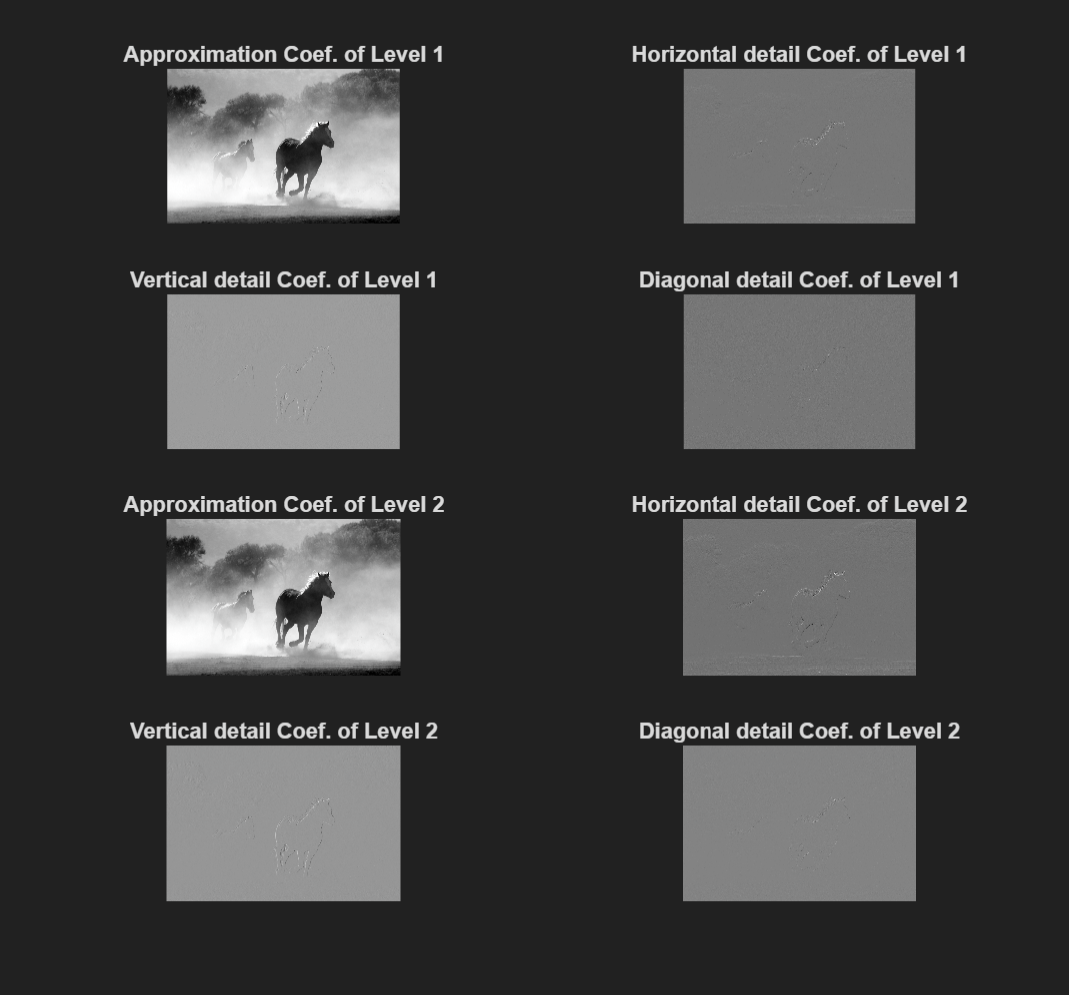 Approximation Coef. of Level 1
Horizontal detail Coef. of Level 1
Vertical detail Coef. of Level 1
Diagonal detail Coef. of Level 1
Approximation Coef. of Level 2
Horizontal detail Coef. of Level 2
Vertical detail Coef. of Level 2
Diagonal detail Coef. of Level 2